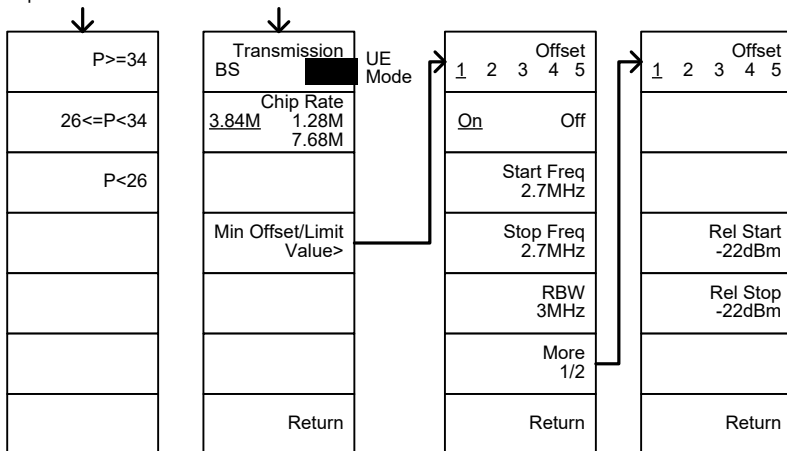 P>=34
26<=P<34
P<26
Transmission
BS
UE
Mode
Chip Rate
3.84M 1.28M
7.68M
Min Offset/Limit
Value>
Return
Offset
1 2 3 4 5
On Off
Start Freq
2.7MHz
Stop Freq
2.7MHz
RBW
3MHz
More
1/2
Return
Offset
1 2 3 4 5
Rel Start
-22dBm
Rel Stop
-22dBm
Return